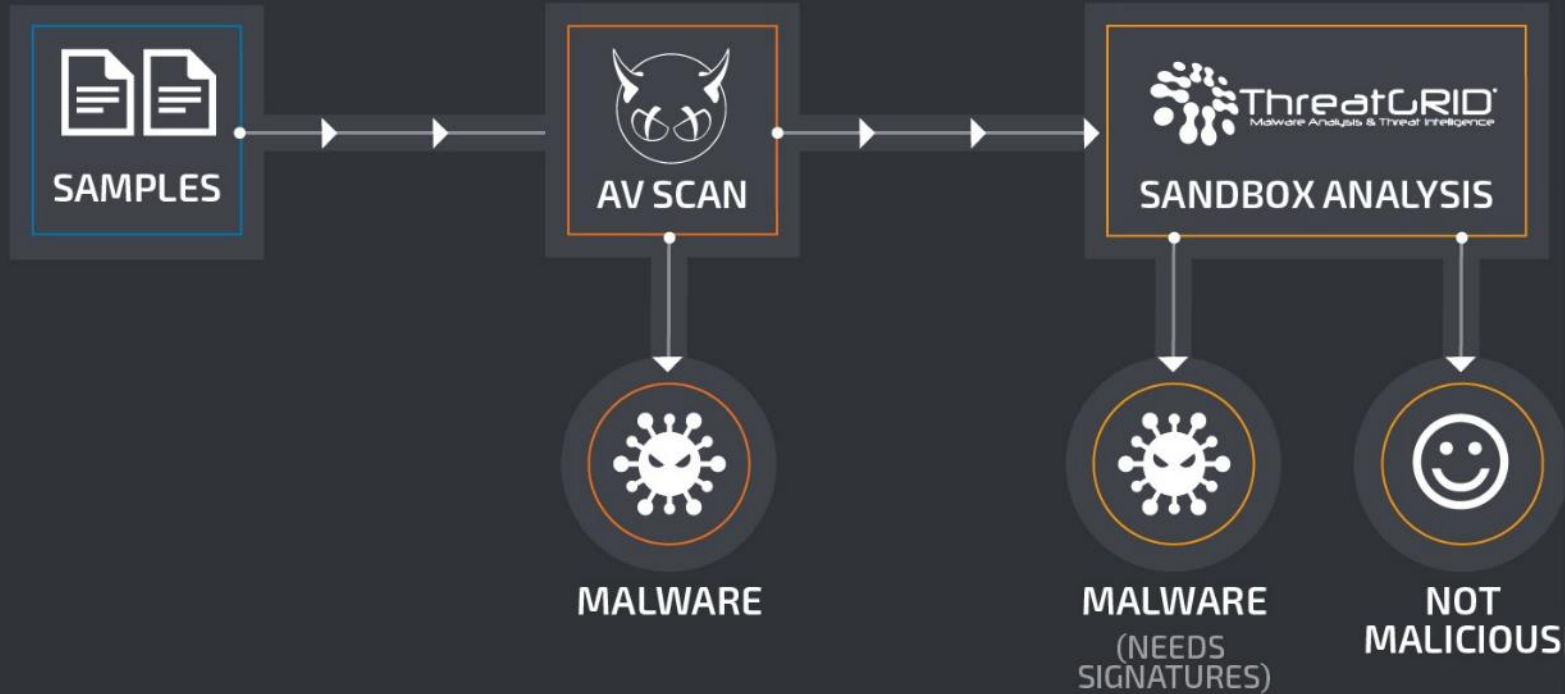 SAMPLES
AV SCAN
ThreatGRID
Malware Analysis & Threat Intelligence
SANDBOX ANALYSIS
MALWARE
MALWARE
(NEEDS
SIGNATURES)
NOT
MALICIOUS